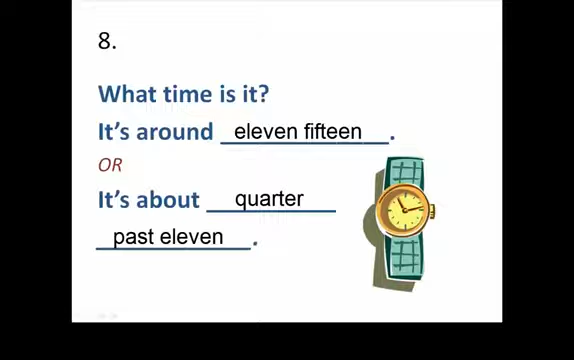 8.
What time is it?
It's around eleven fifteen.
OR
It's about quarter
past eleven.